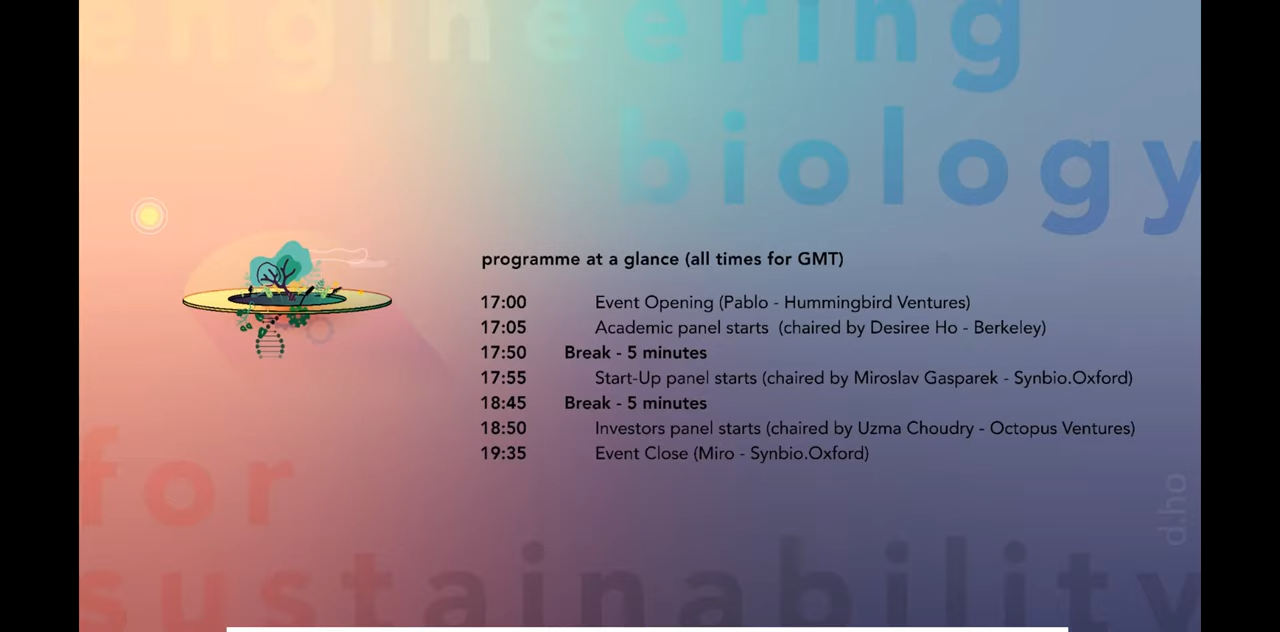 engineering
biology
programme at a glance (all times for GMT)
17:00 Event Opening (Pablo - Hummingbird Ventures)
17:05 Academic panel starts (chaired by Desiree Ho - Berkeley)
17:50 Break - 5 minutes
17:55 Start-Up panel starts (chaired by Miroslav Gasparek - Synbio.Oxford)
18:45 Break - 5 minutes
18:50 Investors panel starts (chaired by Uzma Choudry - Octopus Ventures)
19:35 Event Close (Miro - Synbio.Oxford)
for
sustainability
d.ho